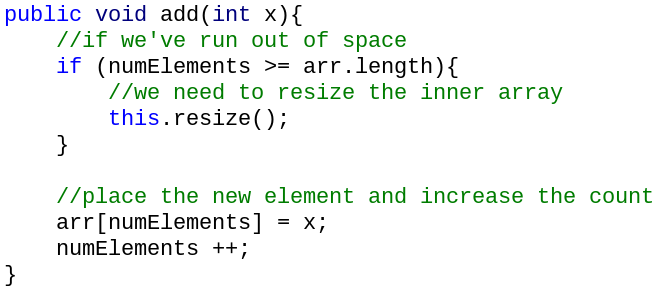 public void add(int x){
    //if we've run out of space
    if (numElements >= arr.length){
        //we need to resize the inner array
        this.resize();
    }

    //place the new element and increase the count
    arr[numElements] = x;
    numElements ++;
}